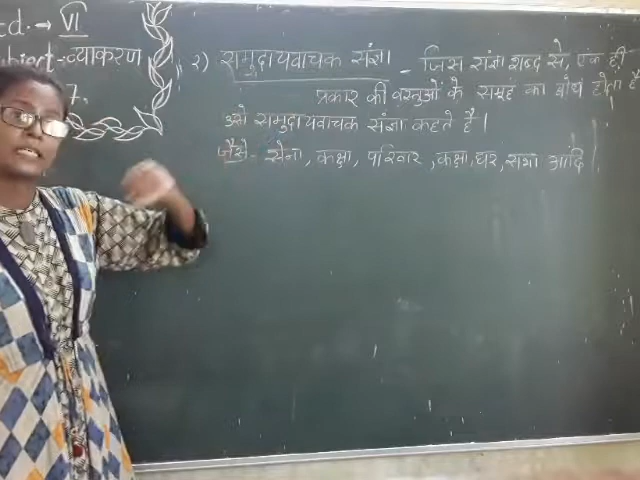 cd. → VI
bject - व्याकरण
7.
२) समुदायवाचक संज्ञा - जिस संज्ञा शब्द से, एक ही
प्रकार की वस्तुओं के समूह का बोध होता है
उसे समुदायवाचक संज्ञा कहते है।
जैसे - सेना, कक्षा, परिवार, कक्षा, घर, सभा आदि।